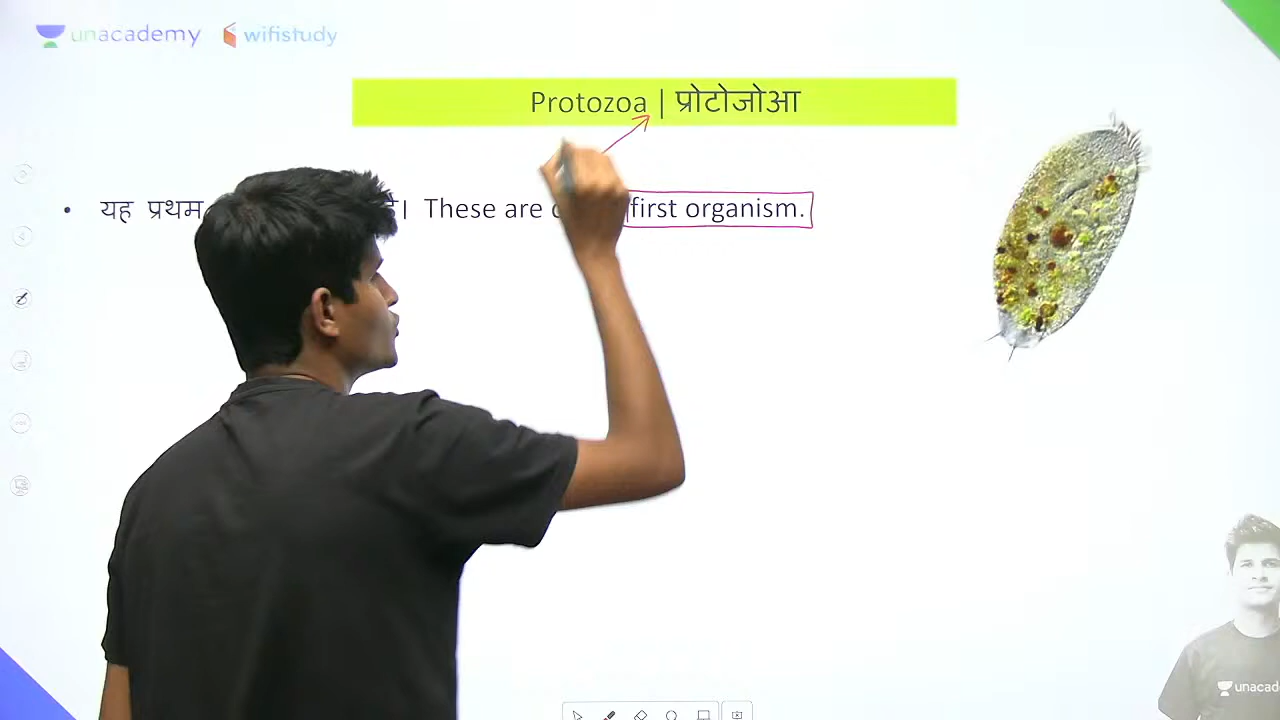 unacademy wifistudy
Protozoa | प्रोटोजोआ
• यह प्रथम है। These are first organism.
unacad